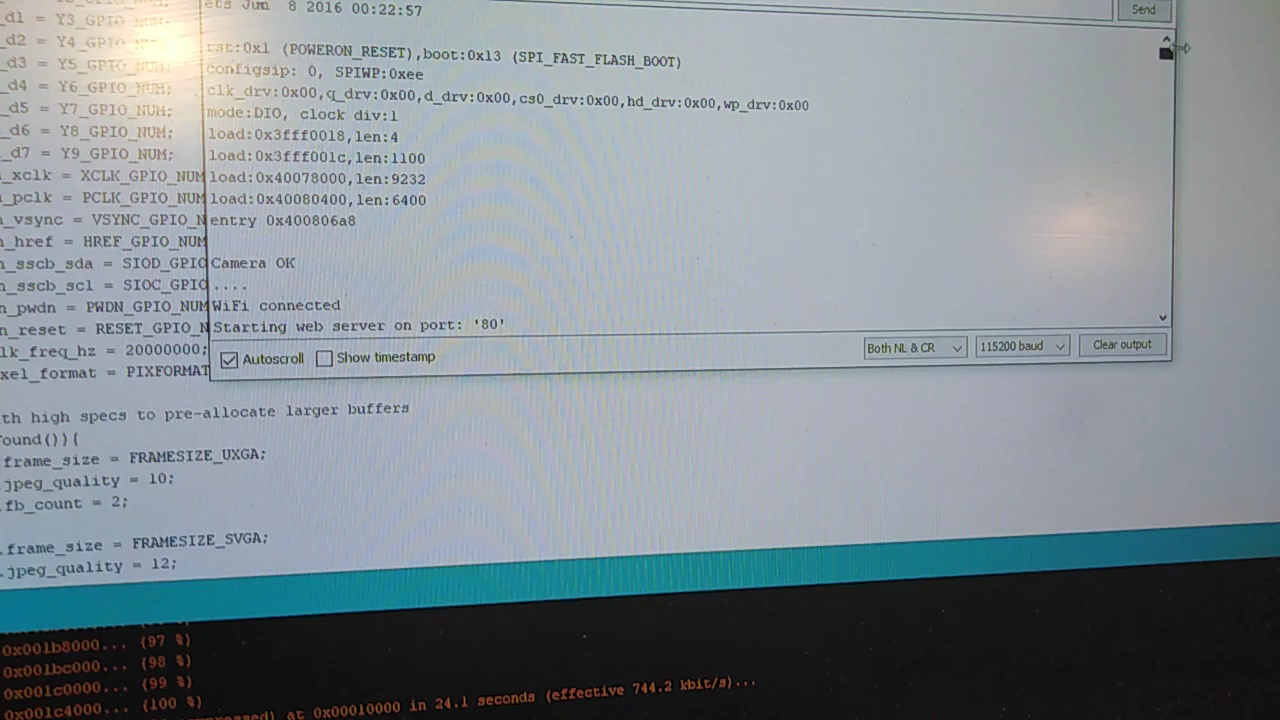 ets Jun  8 2016 00:22:57
Send
rst:0x1 (POWERON_RESET),boot:0x13 (SPI_FAST_FLASH_BOOT)
configsip: 0, SPIWP:0xee
clk_drv:0x00,q_drv:0x00,d_drv:0x00,cs0_drv:0x00,hd_drv:0x00,wp_drv:0x00
mode:DIO, clock div:1
load:0x3fff0018,len:4
load:0x3fff001c,len:1100
load:0x40078000,len:9232
load:0x40080400,len:6400
entry 0x400806a8
Camera OK
....
WiFi connected
Starting web server on port: '80'
Autoscroll Show timestamp Both NL & CR 115200 baud Clear output
_d1 = Y3_GPIO_NUM;
_d2 = Y4_GPIO_NUM;
_d3 = Y5_GPIO_NUM;
_d4 = Y6_GPIO_NUM;
_d5 = Y7_GPIO_NUM;
_d6 = Y8_GPIO_NUM;
_d7 = Y9_GPIO_NUM;
_xclk = XCLK_GPIO_NUM
_pclk = PCLK_GPIO_NUM
_vsync = VSYNC_GPIO_N
_href = HREF_GPIO_NUM
_sscb_sda = SIOD_GPIO
_sscb_scl = SIOC_GPIO
_pwdn = PWDN_GPIO_NUM
_reset = RESET_GPIO_N
lk_freq_hz = 20000000;
xel_format = PIXFORMAT
th high specs to pre-allocate larger buffers
ound()){
.frame_size = FRAMESIZE_UXGA;
.jpeg_quality = 10;
.fb_count = 2;
.frame_size = FRAMESIZE_SVGA;
.jpeg_quality = 12;
0x001b8000... (97 %)
0x001bc000... (98 %)
0x001c0000... (99 %)
0x001c4000... (100 %)
at 0x00010000 in 24.1 seconds (effective 744.2 kbit/s)...